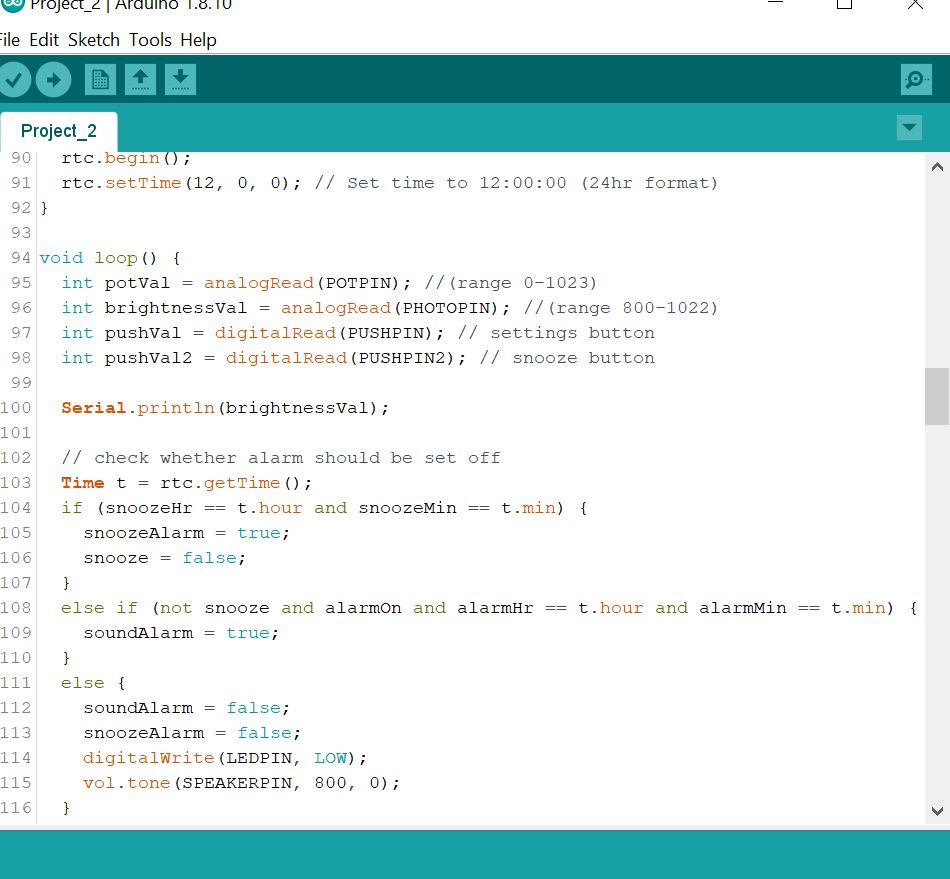 Project_2 | Arduino 1.8.10
File Edit Sketch Tools Help
Project_2
90 rtc.begin();
91 rtc.setTime(12, 0, 0); // Set time to 12:00:00 (24hr format)
92 }
93
94 void loop() {
95 int potVal = analogRead(POTPIN); //(range 0-1023)
96 int brightnessVal = analogRead(PHOTOPIN); //(range 800-1022)
97 int pushVal = digitalRead(PUSHPIN); // settings button
98 int pushVal2 = digitalRead(PUSHPIN2); // snooze button
99
100 Serial.println(brightnessVal);
101
102 // check whether alarm should be set off
103 Time t = rtc.getTime();
104 if (snoozeHr == t.hour and snoozeMin == t.min) {
105 snoozeAlarm = true;
106 snooze = false;
107 }
108 else if (not snooze and alarmOn and alarmHr == t.hour and alarmMin == t.min) {
109 soundAlarm = true;
110 }
111 else {
112 soundAlarm = false;
113 snoozeAlarm = false;
114 digitalWrite(LEDPIN, LOW);
115 vol.tone(SPEAKERPIN, 800, 0);
116 }